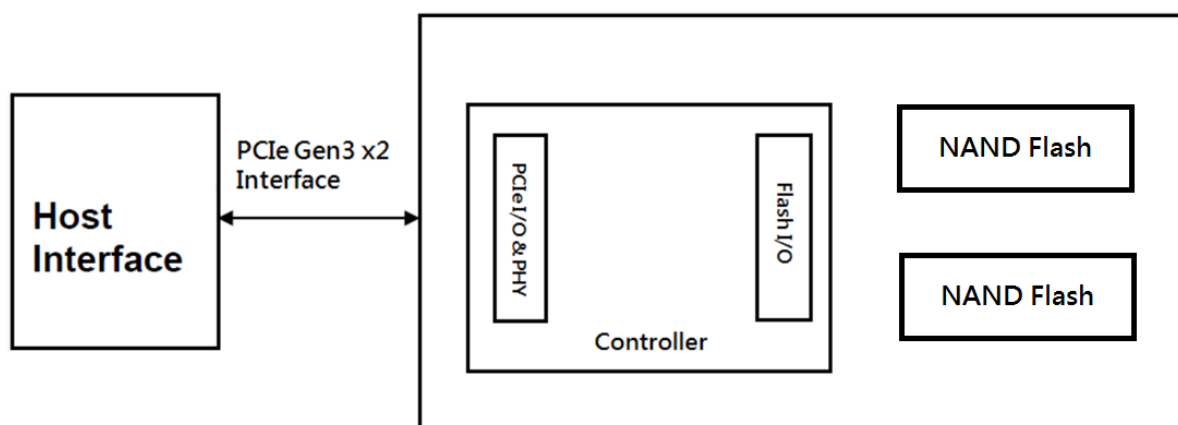 PCIe Gen3 x2
Interface
Host
Interface
PCIe I/O & PHY
Flash I/O
Controller
NAND Flash
NAND Flash